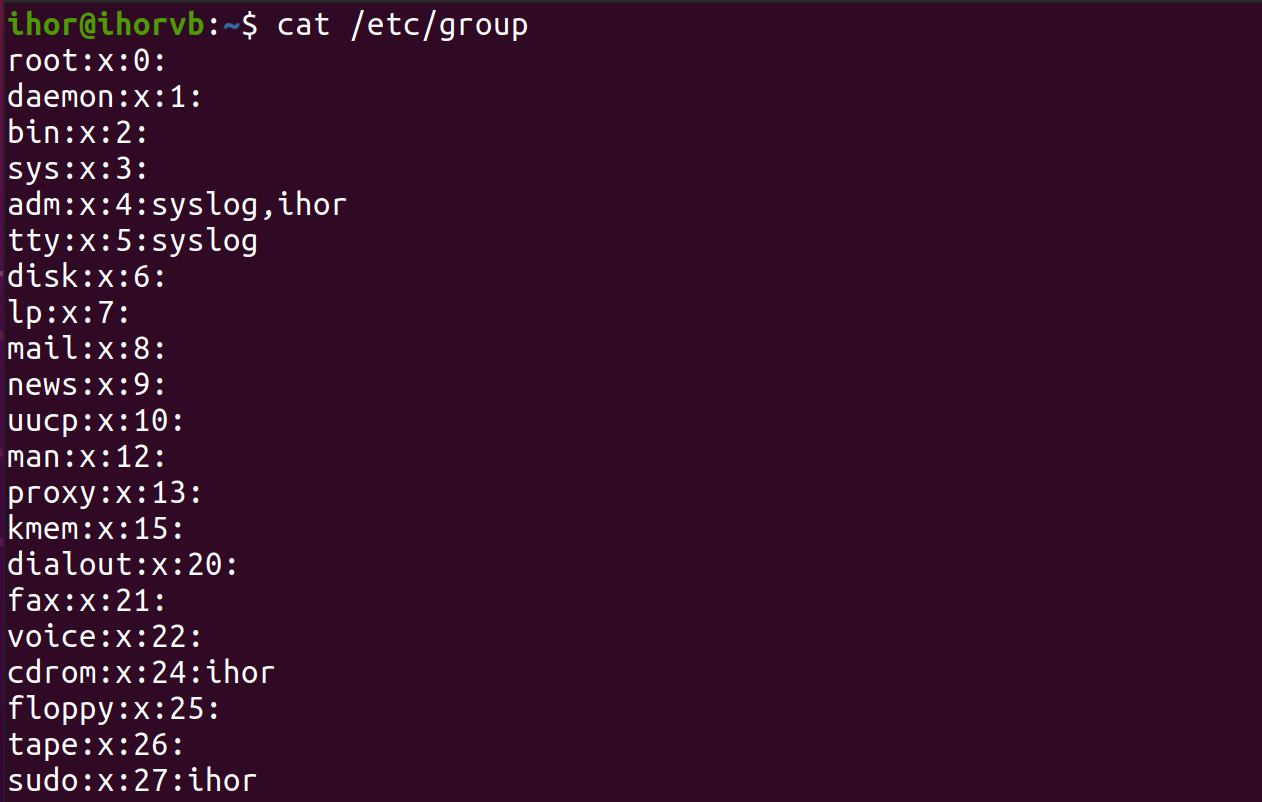 ihor@ihorvb:~$ cat /etc/group
root:x:0:
daemon:x:1:
bin:x:2:
sys:x:3:
adm:x:4:syslog,ihor
tty:x:5:syslog
disk:x:6:
lp:x:7:
mail:x:8:
news:x:9:
uucp:x:10:
man:x:12:
proxy:x:13:
kmem:x:15:
dialout:x:20:
fax:x:21:
voice:x:22:
cdrom:x:24:ihor
floppy:x:25:
tape:x:26:
sudo:x:27:ihor